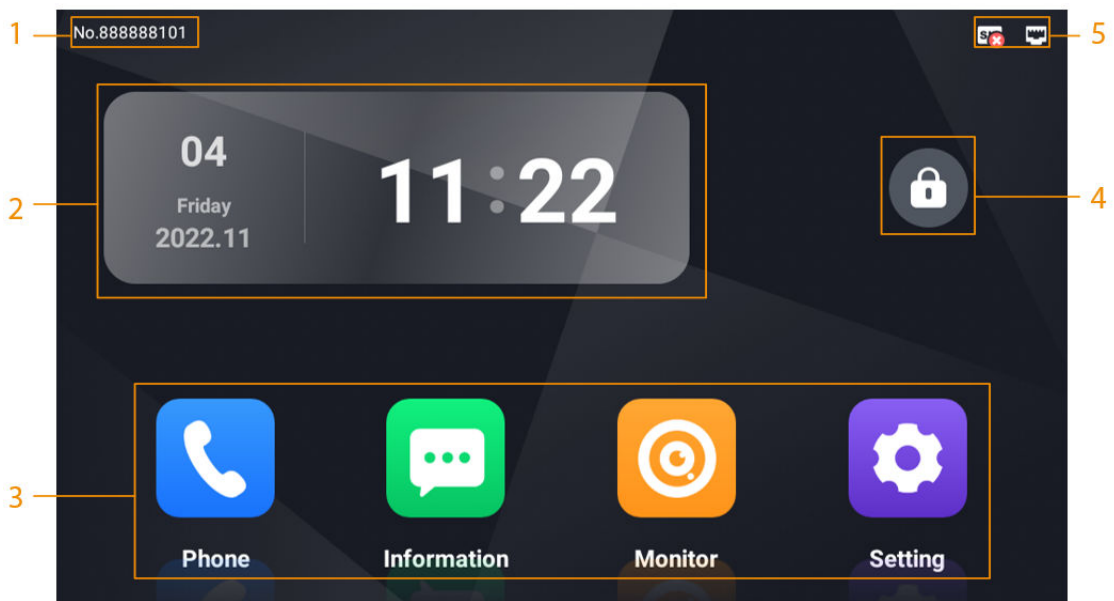 1
No.888888101
5
2
04
Friday
2022.11
11:22
4
3
Phone
Information
Monitor
Setting